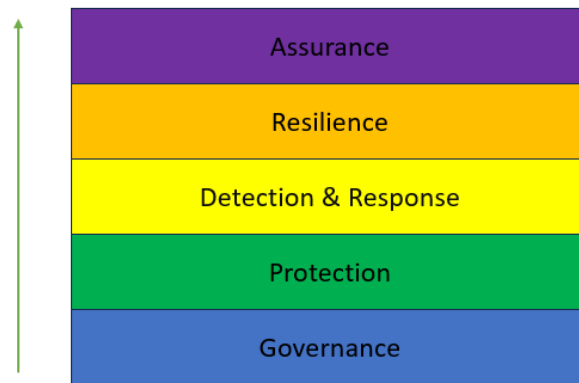 Assurance
Resilience
Detection & Response
Protection
Governance